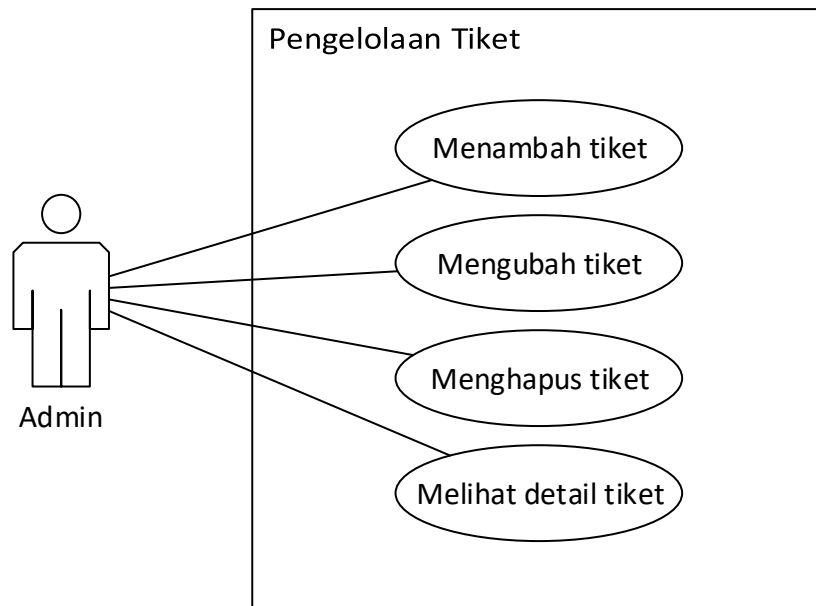 Pengelolaan Tiket
Menambah tiket
Mengubah tiket
Menghapus tiket
Admin
Melihat detail tiket